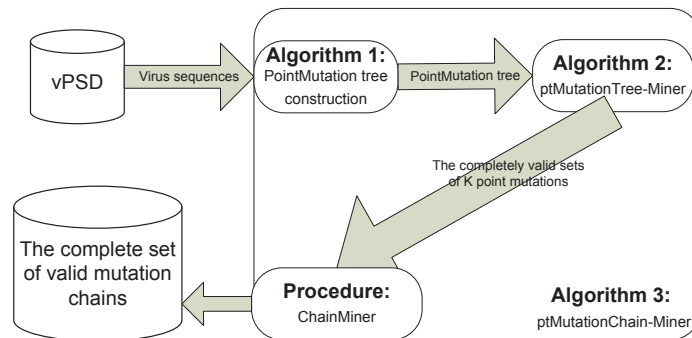 vPSD
Virus sequences
Algorithm 1:
PointMutation tree
construction
PointMutation tree
Algorithm 2:
ptMutationTree-Miner
The completely valid sets
of K point mutations
The complete set
of valid mutation
chains
Procedure:
ChainMiner
Algorithm 3:
ptMutationChain-Miner